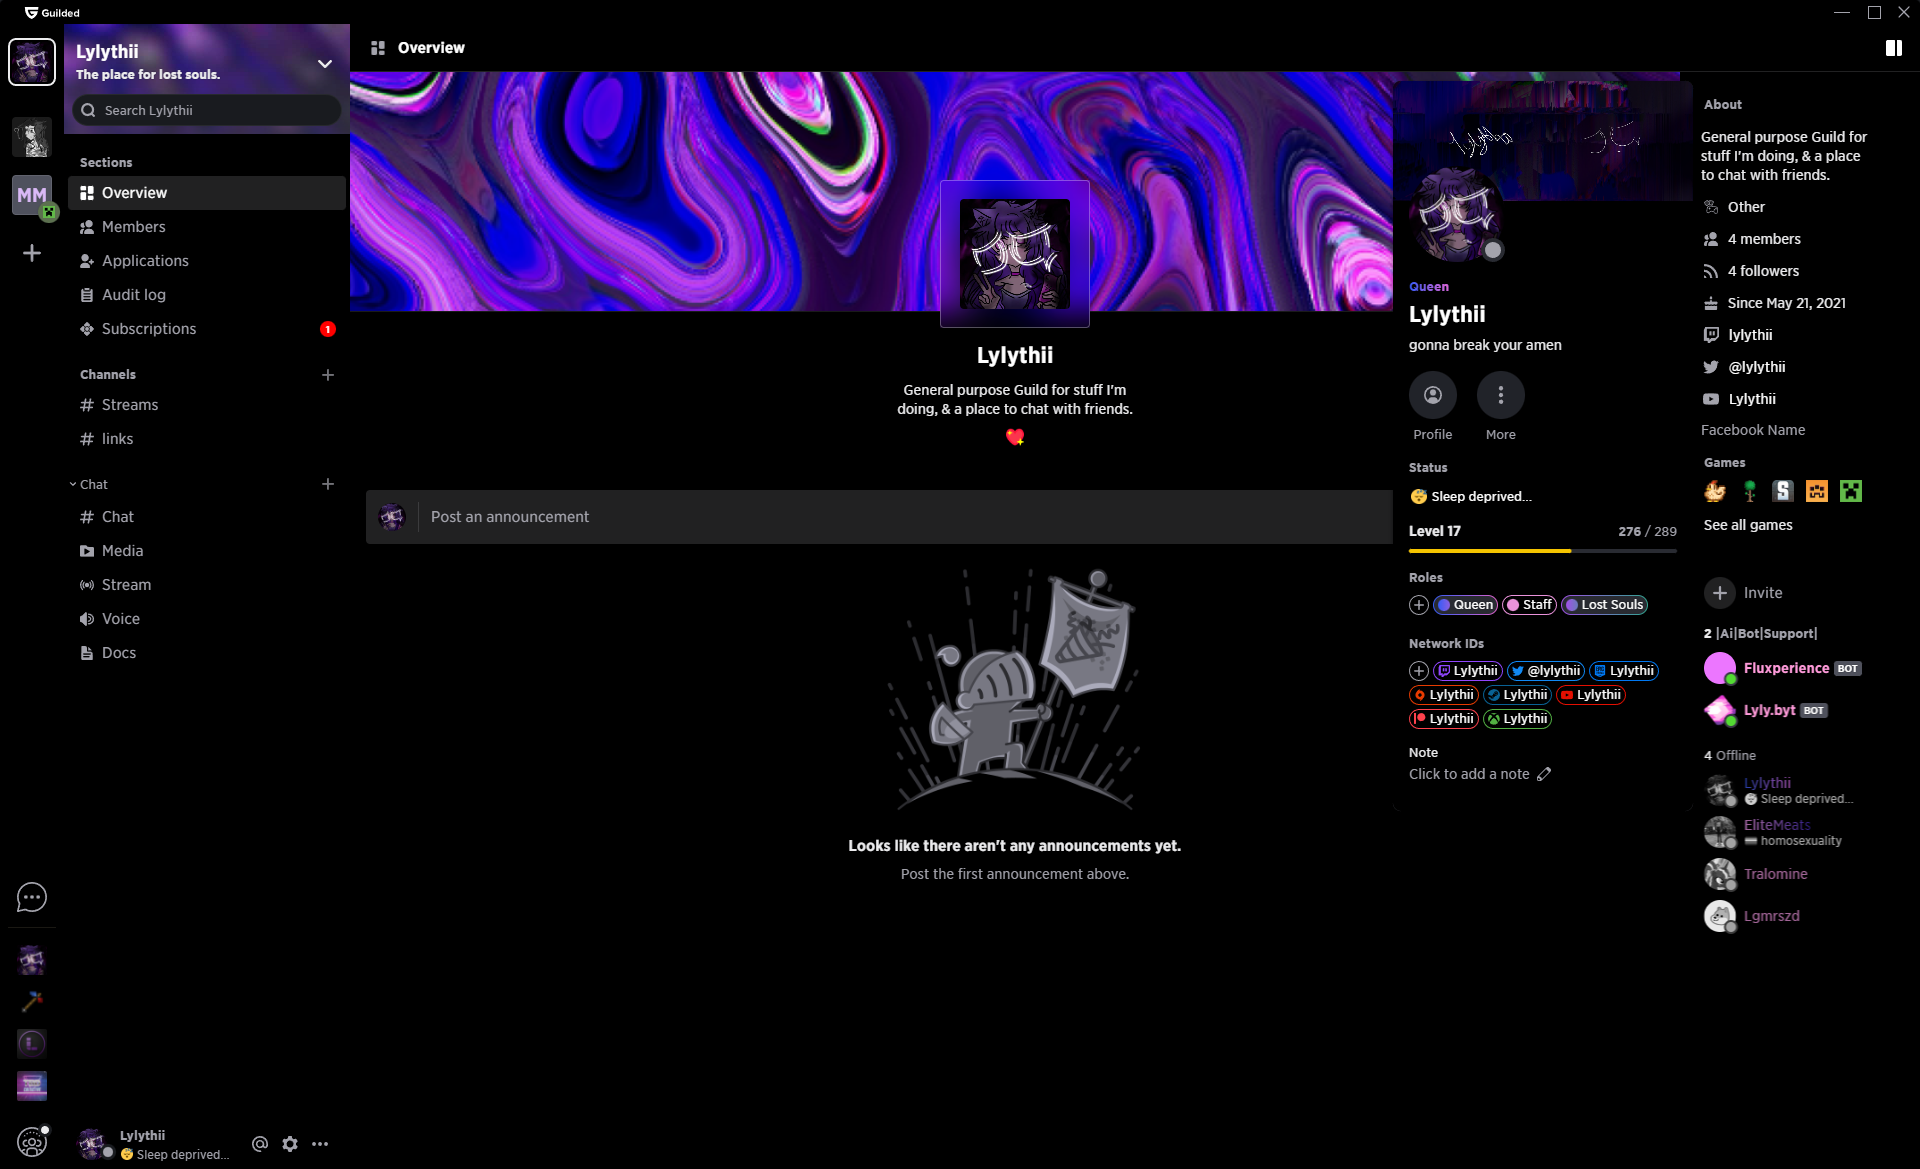 Guilded
Lylythii
The place for lost souls.
Search Lylythii
MM
Sections
Overview
Members
Applications
Audit log
Subscriptions
1
Channels
Streams
links
Chat
Chat
Media
Stream
Voice
Docs
Lylythii
Sleep deprived...
Overview
Lylythii
General purpose Guild for stuff I'm
doing, & a place to chat with friends.
Post an announcement
Looks like there aren't any announcements yet.
Post the first announcement above.
Queen
Lylythii
gonna break your amen
Profile
More
Status
Sleep deprived...
Level 17
276 / 289
Roles
Queen
Staff
Lost Souls
Network IDs
Lylythii
@lylythii
Lylythii
Lylythii
Lylythii
Lylythii
Lylythii
Lylythii
Note
Click to add a note
About
General purpose Guild for
stuff I'm doing, & a place
to chat with friends.
Other
4 members
4 followers
Since May 21, 2021
lylythii
@lylythii
Lylythii
Facebook Name
Games
See all games
Invite
2 |Ai|Bot|Support|
Fluxperience BOT
Lyly.byt BOT
4 Offline
Lylythii
Sleep deprived...
EliteMeats
homosexuality
Tralomine
Lgmrszd